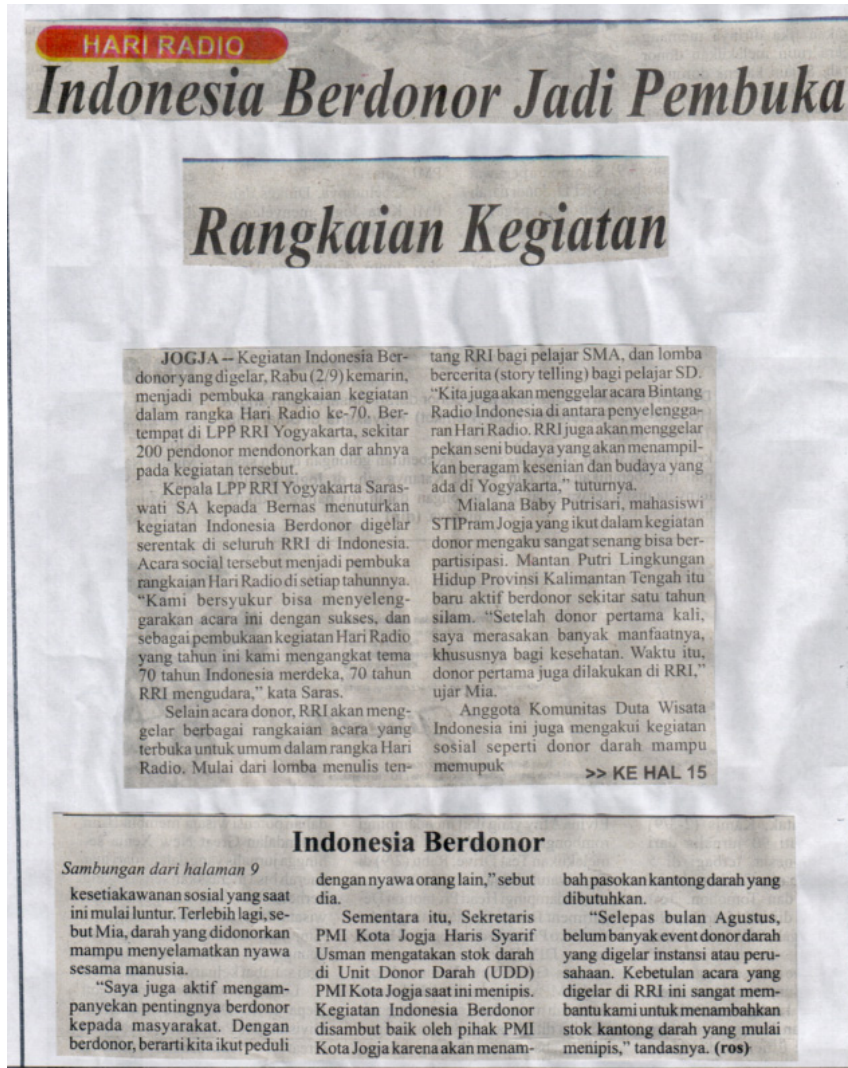 HARI RADIO
Indonesia Berdonor Jadi Pembuka
Rangkaian Kegiatan
JOGJA -- Kegiatan Indonesia Ber-
donor yang digelar, Rabu (2/9) kemarin,
menjadi pembuka rangkaian kegiatan
dalam rangka Hari Radio ke-70. Ber-
tempat di LPP RRI Yogyakarta, sekitar
200 pendonor mendonorkan dar ahnya
pada kegiatan tersebut.
Kepala LPP RRI Yogyakarta Saras-
wati SA kepada Bernas menuturkan
kegiatan Indonesia Berdonor digelar
serentak di seluruh RRI di Indonesia.
Acara social tersebut menjadi pembuka
rangkaian Hari Radio di setiap tahunnya.
“Kami bersyukur bisa menyeleng-
garakan acara ini dengan sukses, dan
sebagai pembukaan kegiatan Hari Radio
yang tahun ini kami mengangkat tema
70 tahun Indonesia merdeka, 70 tahun
RRI mengudara,” kata Saras.
Selain acara donor, RRI akan meng-
gelar berbagai rangkaian acara yang
terbuka untuk umum dalam rangka Hari
Radio. Mulai dari lomba menulis ten-
tang RRI bagi pelajar SMA, dan lomba
bercerita (story telling) bagi pelajar SD.
“Kita juga akan menggelar acara Bintang
Radio Indonesia di antara penyelengga-
ran Hari Radio. RRI juga akan menggelar
pekan seni budaya yang akan menampil-
kan beragam kesenian dan budaya yang
ada di Yogyakarta,” tuturnya.
Mialana Baby Putrisari, mahasiswi
STIPram Jogja yang ikut dalam kegiatan
donor mengaku sangat senang bisa ber-
partisipasi. Mantan Putri Lingkungan
Hidup Provinsi Kalimantan Tengah itu
baru aktif berdonor sekitar satu tahun
silam. “Setelah donor pertama kali,
saya merasakan banyak manfaatnya,
khususnya bagi kesehatan. Waktu itu,
donor pertama juga dilakukan di RRI,”
ujar Mia.
Anggota Komunitas Duta Wisata
Indonesia ini juga mengakui kegiatan
sosial seperti donor darah mampu
memupuk >> KE HAL 15
Indonesia Berdonor
Sambungan dari halaman 9
kesetiakawanan sosial yang saat
ini mulai luntur. Terlebih lagi, se-
but Mia, darah yang didonorkan
mampu menyelamatkan nyawa
sesama manusia.
“Saya juga aktif mengam-
panyekan pentingnya berdonor
kepada masyarakat. Dengan
berdonor, berarti kita ikut peduli
dengan nyawa orang lain,” sebut
dia.
Sementara itu, Sekretaris
PMI Kota Jogja Haris Syarif
Usman mengatakan stok darah
di Unit Donor Darah (UDD)
PMI Kota Jogja saat ini menipis.
Kegiatan Indonesia Berdonor
disambut baik oleh pihak PMI
Kota Jogja karena akan menam-
bah pasokan kantong darah yang
dibutuhkan.
“Selepas bulan Agustus,
belum banyak event donor darah
yang digelar instansi atau peru-
sahaan. Kebetulan acara yang
digelar di RRI ini sangat mem-
bantu kami untuk menambahkan
stok kantong darah yang mulai
menipis,” tandasnya. (ros)